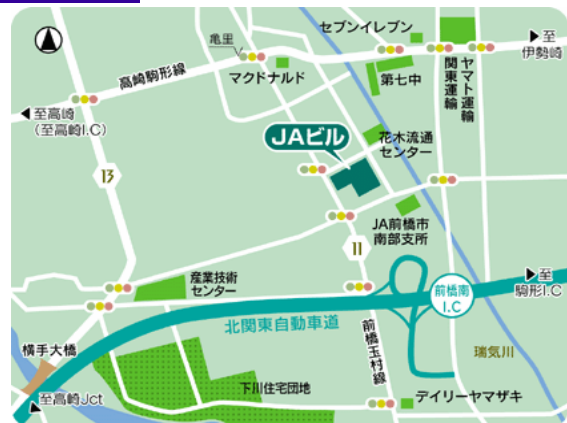 セブンイレブン
▶至
伊勢崎
亀里
高崎駒形線
マクドナルド
第七中
関東運輸
ヤマト運輸
◀至高崎
(至高崎I.C)
JAビル
花木流通
センター
13
11
JA前橋市
南部支所
産業技術
センター
▶至
駒形I.C
前橋南
I.C
北関東自動車道
前橋玉村線
横手大橋
瑞気川
下川住宅団地
デイリーヤマザキ
至高崎Jct